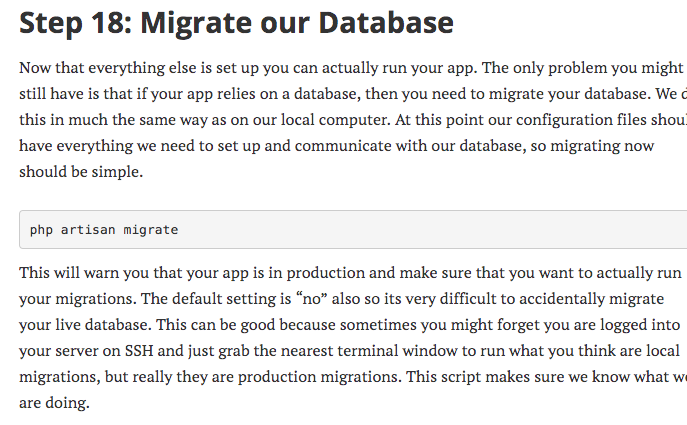 Step 18: Migrate our Database
Now that everything else is set up you can actually run your app. The only problem you might
still have is that if your app relies on a database, then you need to migrate your database. We
this in much the same way as on our local computer. At this point our configuration files
have everything we need to set up and communicate with our database, so migrating now
should be simple.
php artisan migrate
This will warn you that your app is in production and make sure that you want to actually run
your migrations. The default setting is “no” also so its very difficult to accidentally migrate
your live database. This can be good because sometimes you might forget you are logged into
your server on SSH and just grab the nearest terminal window to run what you think are local
migrations, but really they are production migrations. This script makes sure we know what
are doing.